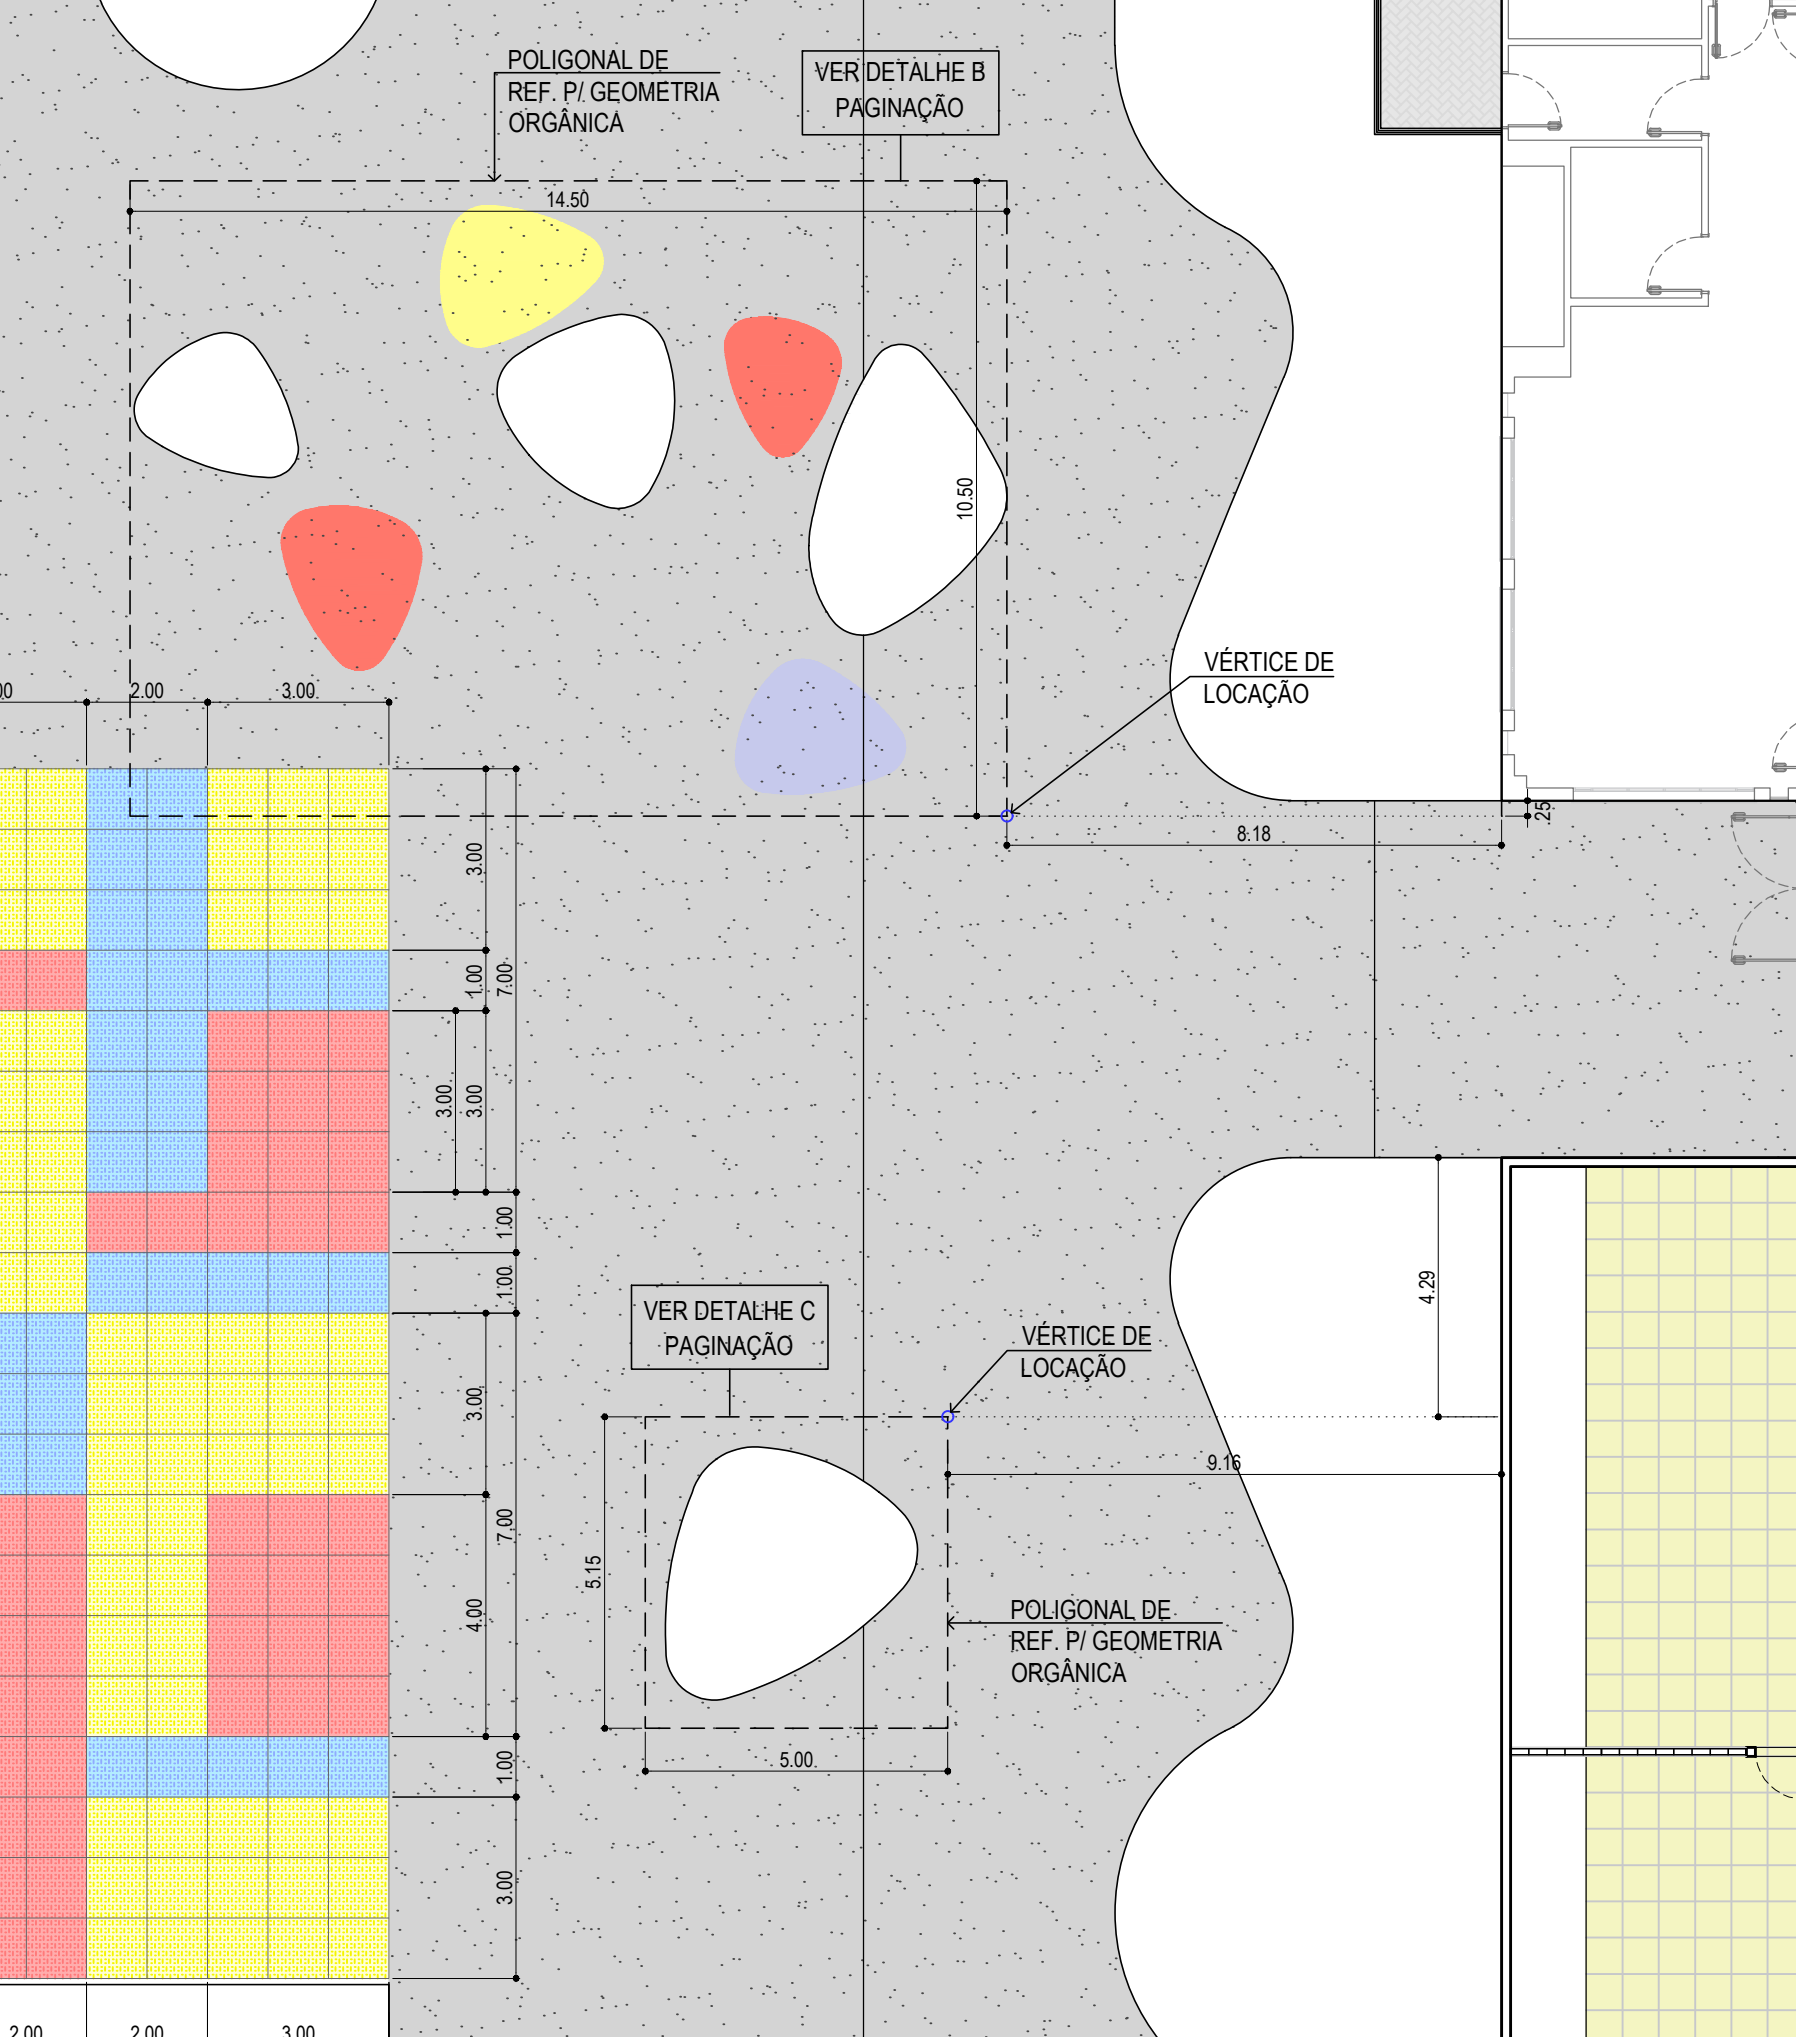 POLIGONAL DE
REF. P/ GEOMETRIA
ORGÂNICA
VER DETALHE B
PAGINAÇÃO
14.50
10.50
VÉRTICE DE
LOCAÇÃO
2.00
3.00
.25
8.18
3.00
1.00
7.00
3.00
3.00
1.00
1.00
4.29
VER DETALHE C
PAGINAÇÃO
VÉRTICE DE
LOCAÇÃO
3.00
9.16
7.00
5.15
4.00
POLIGONAL DE
REF. P/ GEOMETRIA
ORGÂNICA
1.00
5.00
3.00
2.00
2.00
3.00